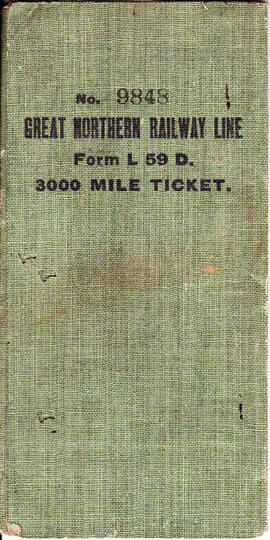 No. 9848
GREAT NORTHERN RAILWAY LINE
Form L 59 D.
3000 MILE TICKET.